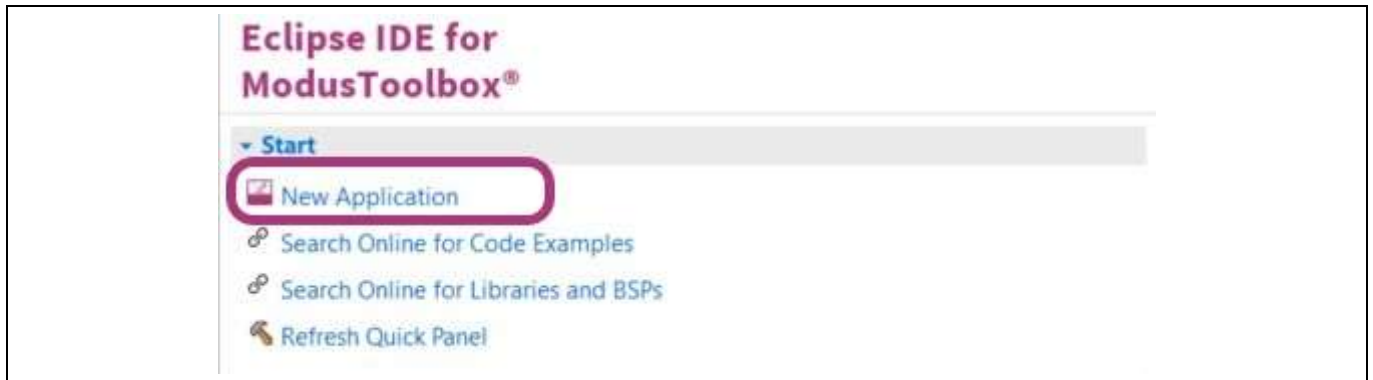 Eclipse IDE for
ModusToolbox®
Start
New Application
Search Online for Code Examples
Search Online for Libraries and BSPs
Refresh Quick Panel